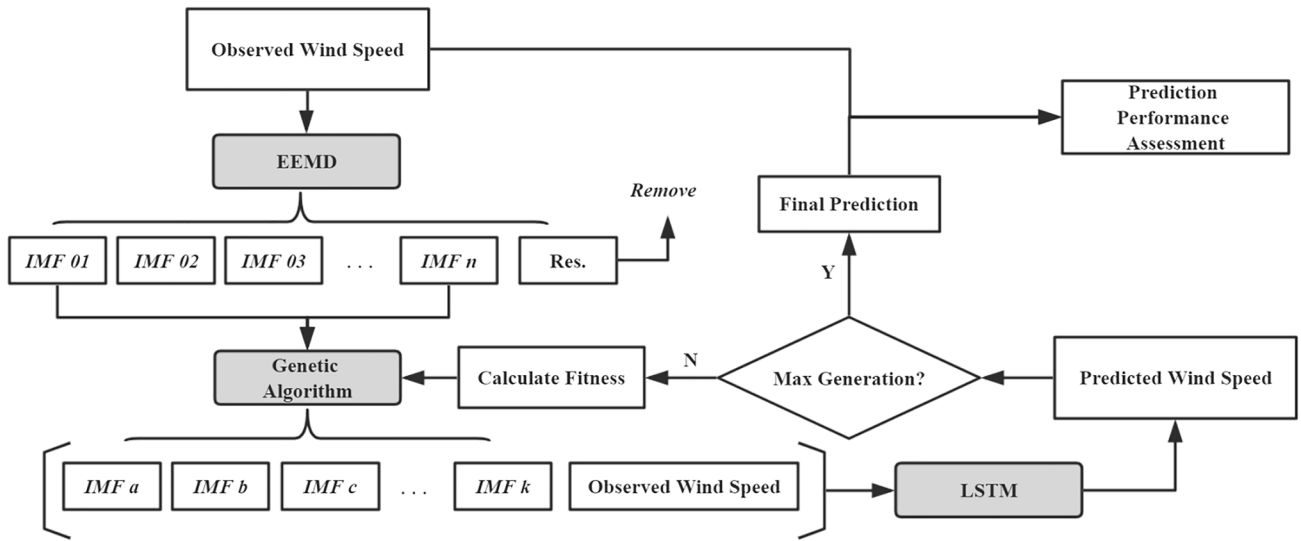 Observed Wind Speed
Prediction
Performance
Assessment
EEMD
Remove
Final Prediction
IMF 01
IMF 02
IMF 03
. . .
IMF n
Res.
Y
Genetic
Algorithm
Calculate Fitness
N
Max Generation?
Predicted Wind Speed
IMF a
IMF b
IMF c
. . .
IMF k
Observed Wind Speed
LSTM